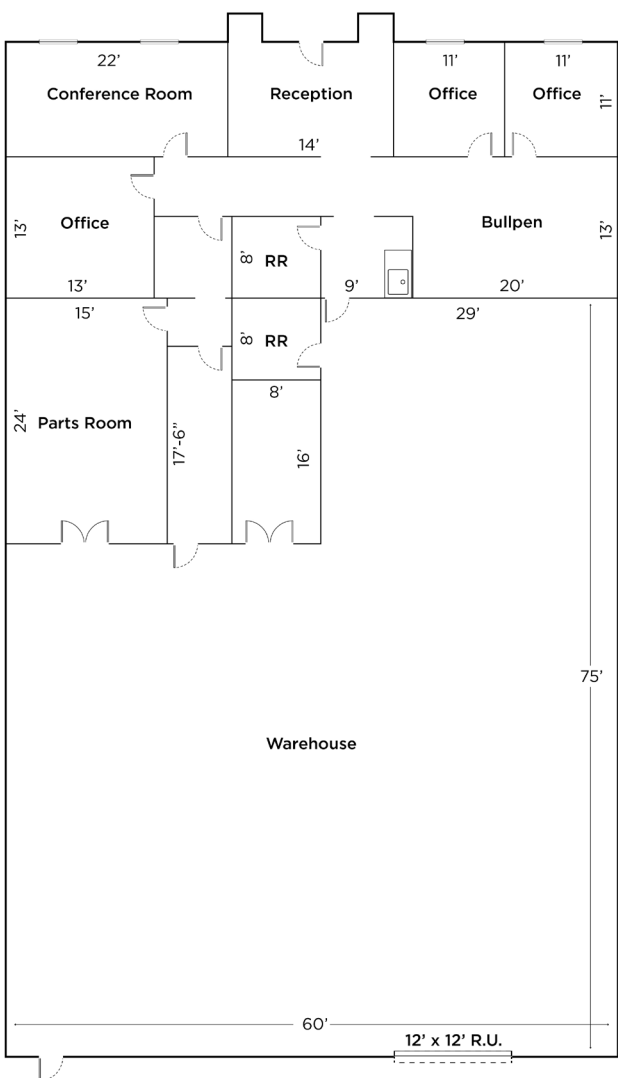 22’
Conference Room
Reception
14’
11’
Office
11’
Office
11’
13’
Office
13’
8’
RR
9’
Bullpen
20’
13’
15’
24’
Parts Room
17’-6”
8’
RR
8’
16’
29’
75’
Warehouse
60’
12’ x 12’ R.U.